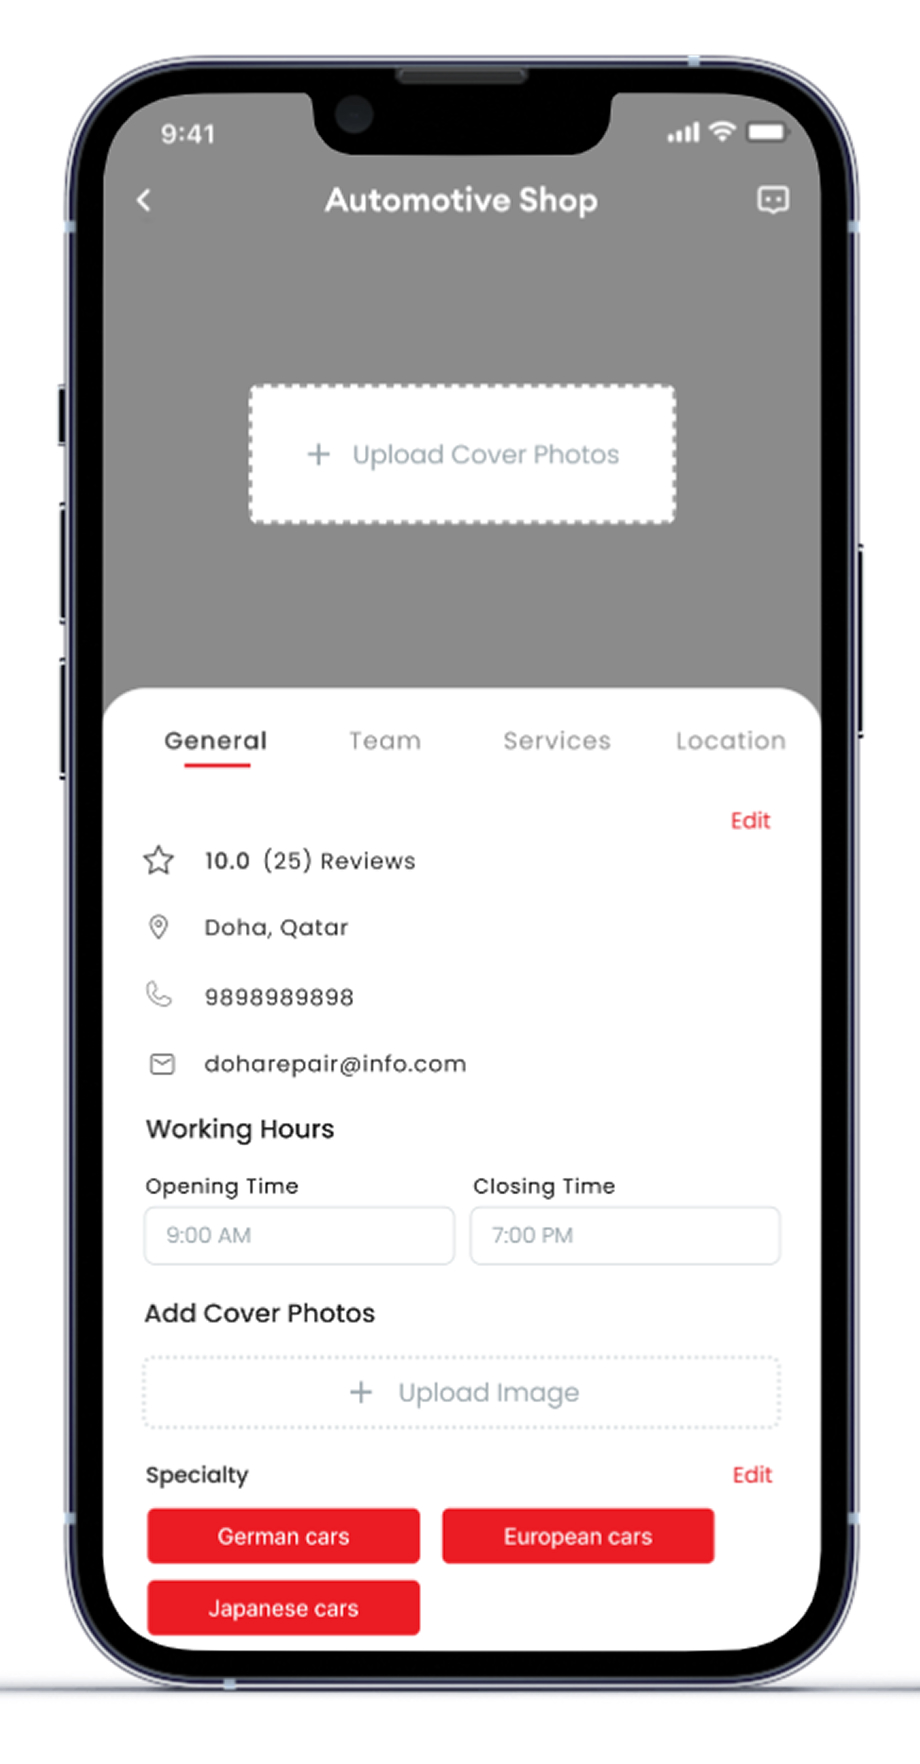 9:41
Automotive Shop
+ Upload Cover Photos
General Team Services Location
Edit
10.0 (25) Reviews
Doha, Qatar
9898989898
doharepair@info.com
Working Hours
Opening Time Closing Time
9:00 AM 7:00 PM
Add Cover Photos
+ Upload Image
Specialty Edit
German cars European cars
Japanese cars